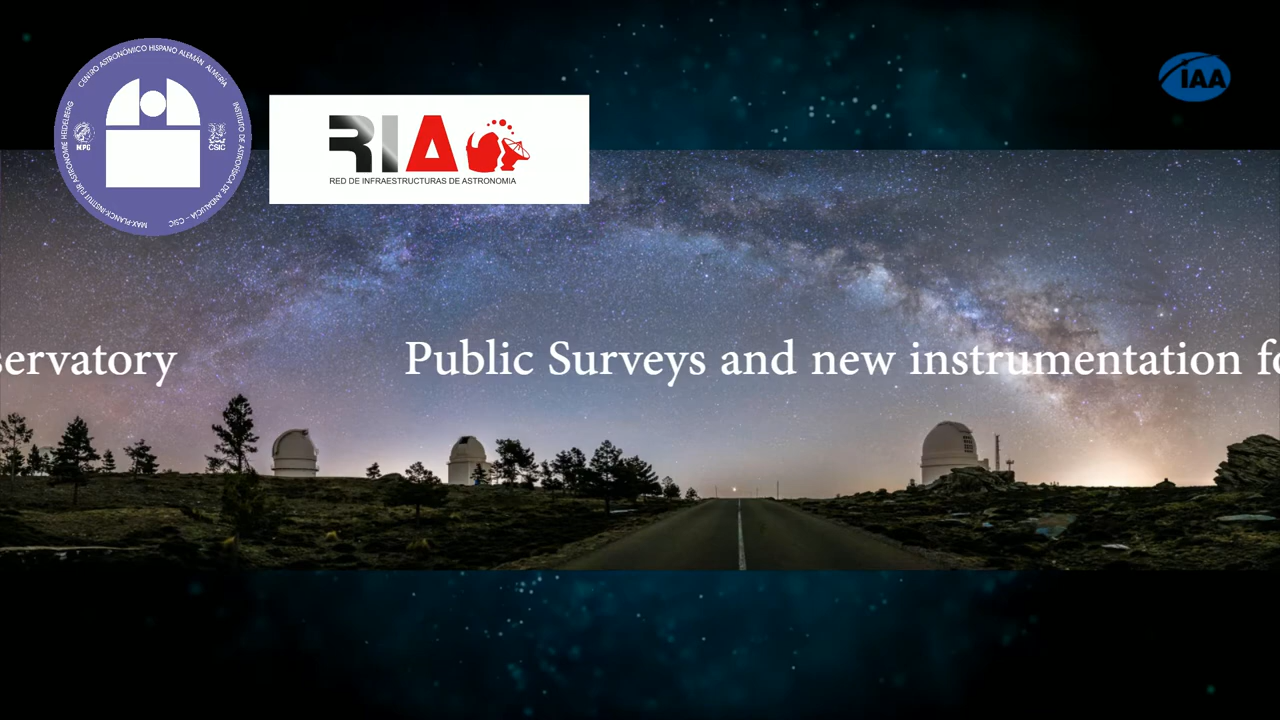 CENTRO ASTRONÓMICO HISPANO ALEMÁN ALMERÍA
INSTITUTO DE ASTROFÍSICA DE ANDALUCÍA - CSIC
MAX-PLANCK-INSTITUT FÜR ASTRONOMIE HEIDELBERG
MPG
CSIC
RIA
RED DE INFRAESTRUCTURAS DE ASTRONOMIA
IAA
servatory Public Surveys and new instrumentation fo